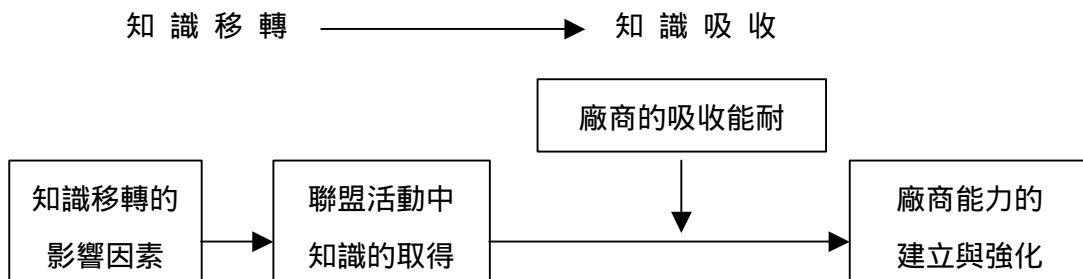 知識移轉 知識吸收
廠商的吸收能耐
知識移轉的
影響因素
聯盟活動中
知識的取得
廠商能力的
建立與強化